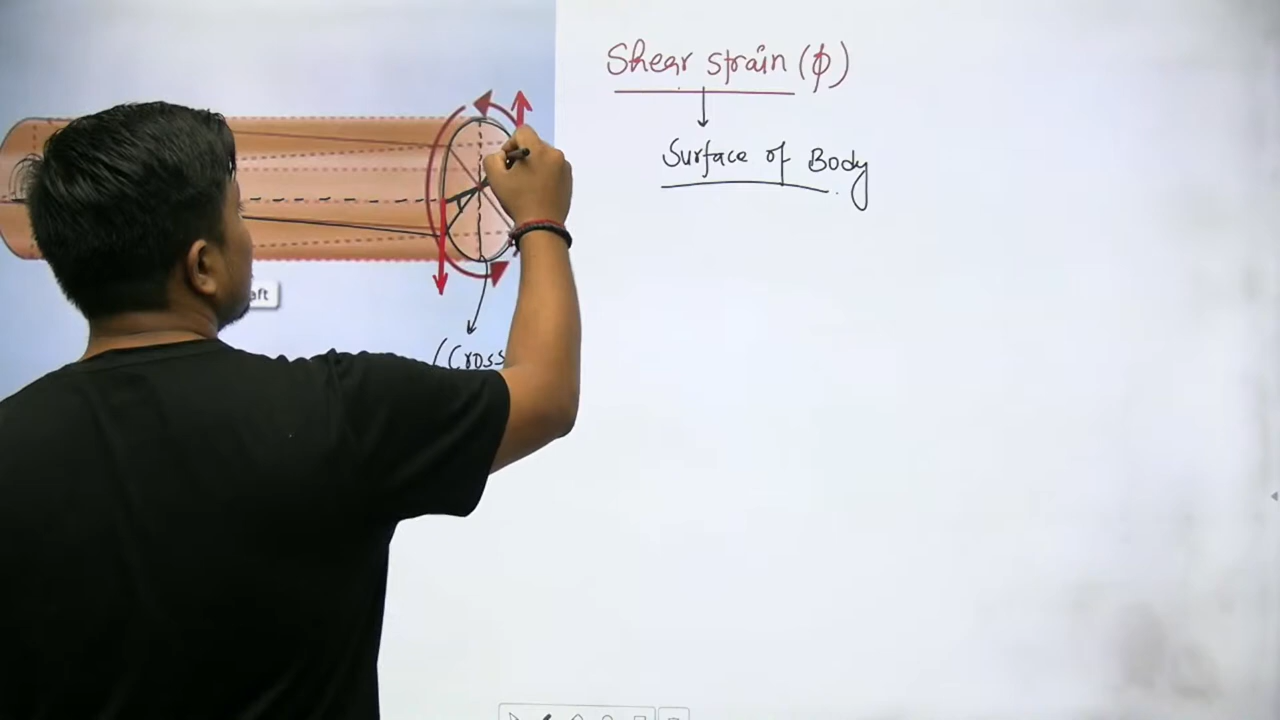 Shear strain (ϕ)
Surface of Body
aft
(Cross